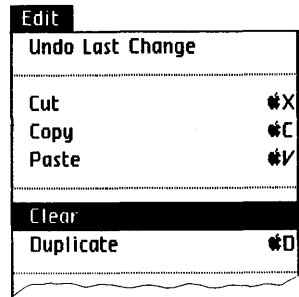 Edit
Undo Last Change
Cut X
Copy C
Paste V
Clear
Duplicate D